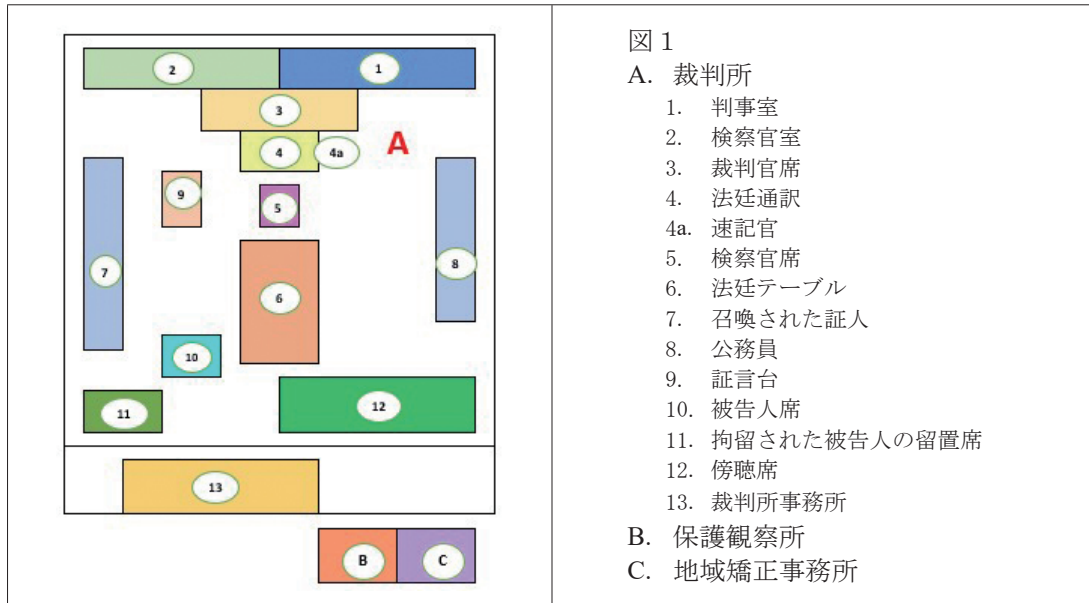 2
1
3
4
4a
A
9
5
7
8
6
10
11
12
13
B
C
図1
A. 裁判所
1. 判事室
2. 検察官室
3. 裁判官席
4. 法廷通訳
4a. 速記官
5. 検察官席
6. 法廷テーブル
7. 召喚された証人
8. 公務員
9. 証言台
10. 被告人席
11. 拘留された被告人の留置席
12. 傍聴席
13. 裁判所事務所
B. 保護観察所
C. 地域矯正事務所